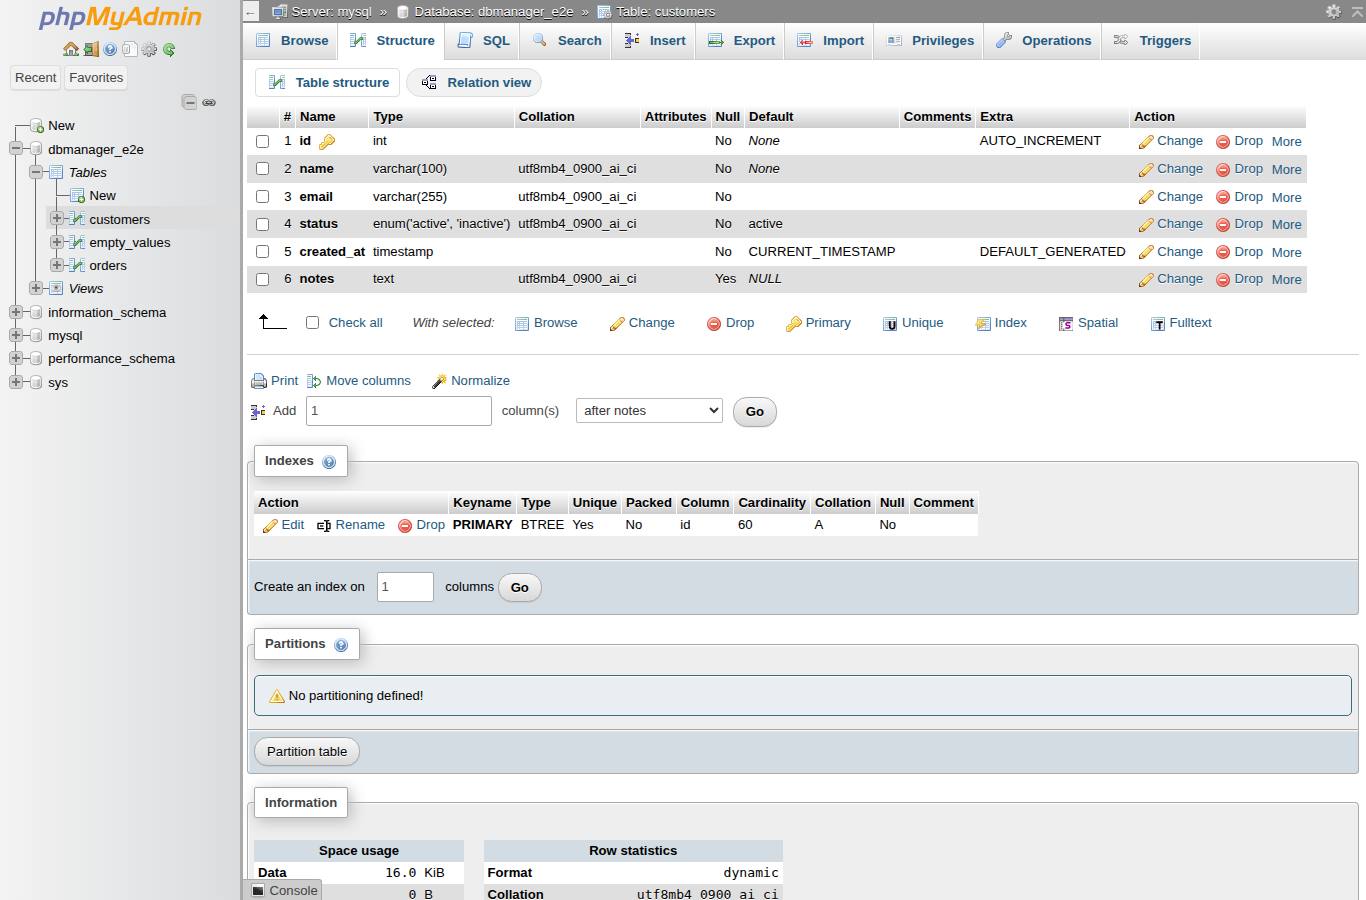 phpMyAdmin
← Server: mysql » Database: dbmanager_e2e » Table: customers
Browse Structure SQL Search Insert Export Import Privileges Operations Triggers
Recent Favorites
New
dbmanager_e2e
Tables
New
customers
empty_values
orders
Views
information_schema
mysql
performance_schema
sys
Table structure Relation view
# Name Type Collation Attributes Null Default Comments Extra Action
1 id int No None AUTO_INCREMENT Change Drop More
2 name varchar(100) utf8mb4_0900_ai_ci No None Change Drop More
3 email varchar(255) utf8mb4_0900_ai_ci No Change Drop More
4 status enum('active', 'inactive') utf8mb4_0900_ai_ci No active Change Drop More
5 created_at timestamp No CURRENT_TIMESTAMP DEFAULT_GENERATED Change Drop More
6 notes text utf8mb4_0900_ai_ci Yes NULL Change Drop More
Check all With selected: Browse Change Drop Primary Unique Index Spatial Fulltext
Print Move columns Normalize
Add 1 column(s) after notes Go
Indexes
Action Keyname Type Unique Packed Column Cardinality Collation Null Comment
Edit Rename Drop PRIMARY BTREE Yes No id 60 A No
Create an index on 1 columns Go
Partitions
No partitioning defined!
Partition table
Information
Space usage Row statistics
Data 16.0 KiB Format dynamic
0 B Collation utf8mb4_0900_ai_ci
Console